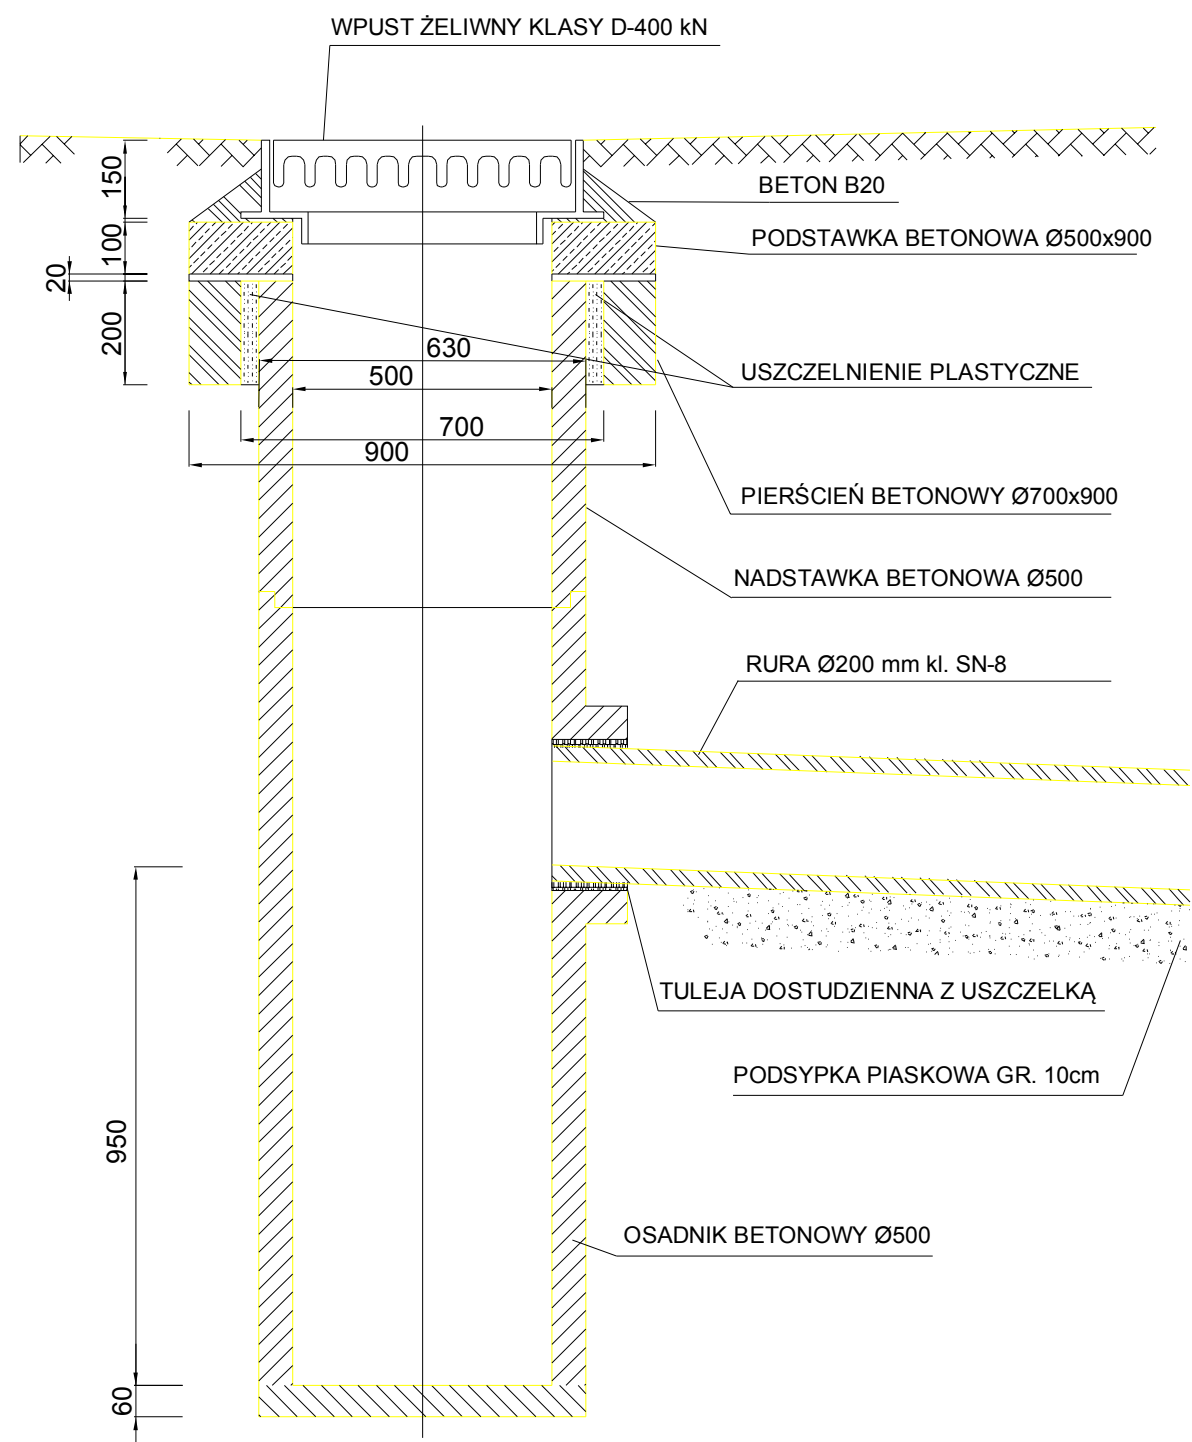 WPUST ŻELIWNY KLASY D-400 kN
150
BETON B20
100
PODSTAWKA BETONOWA Ø500x900
20
200
630
500
USZCZELNIENIE PLASTYCZNE
700
900
PIERŚCIEŃ BETONOWY Ø700x900
NADSTAWKA BETONOWA Ø500
RURA Ø200 mm kl. SN-8
TULEJA DOSTUDZIENNA Z USZCZELKĄ
PODSYPKA PIASKOWA GR. 10cm
950
OSADNIK BETONOWY Ø500
60